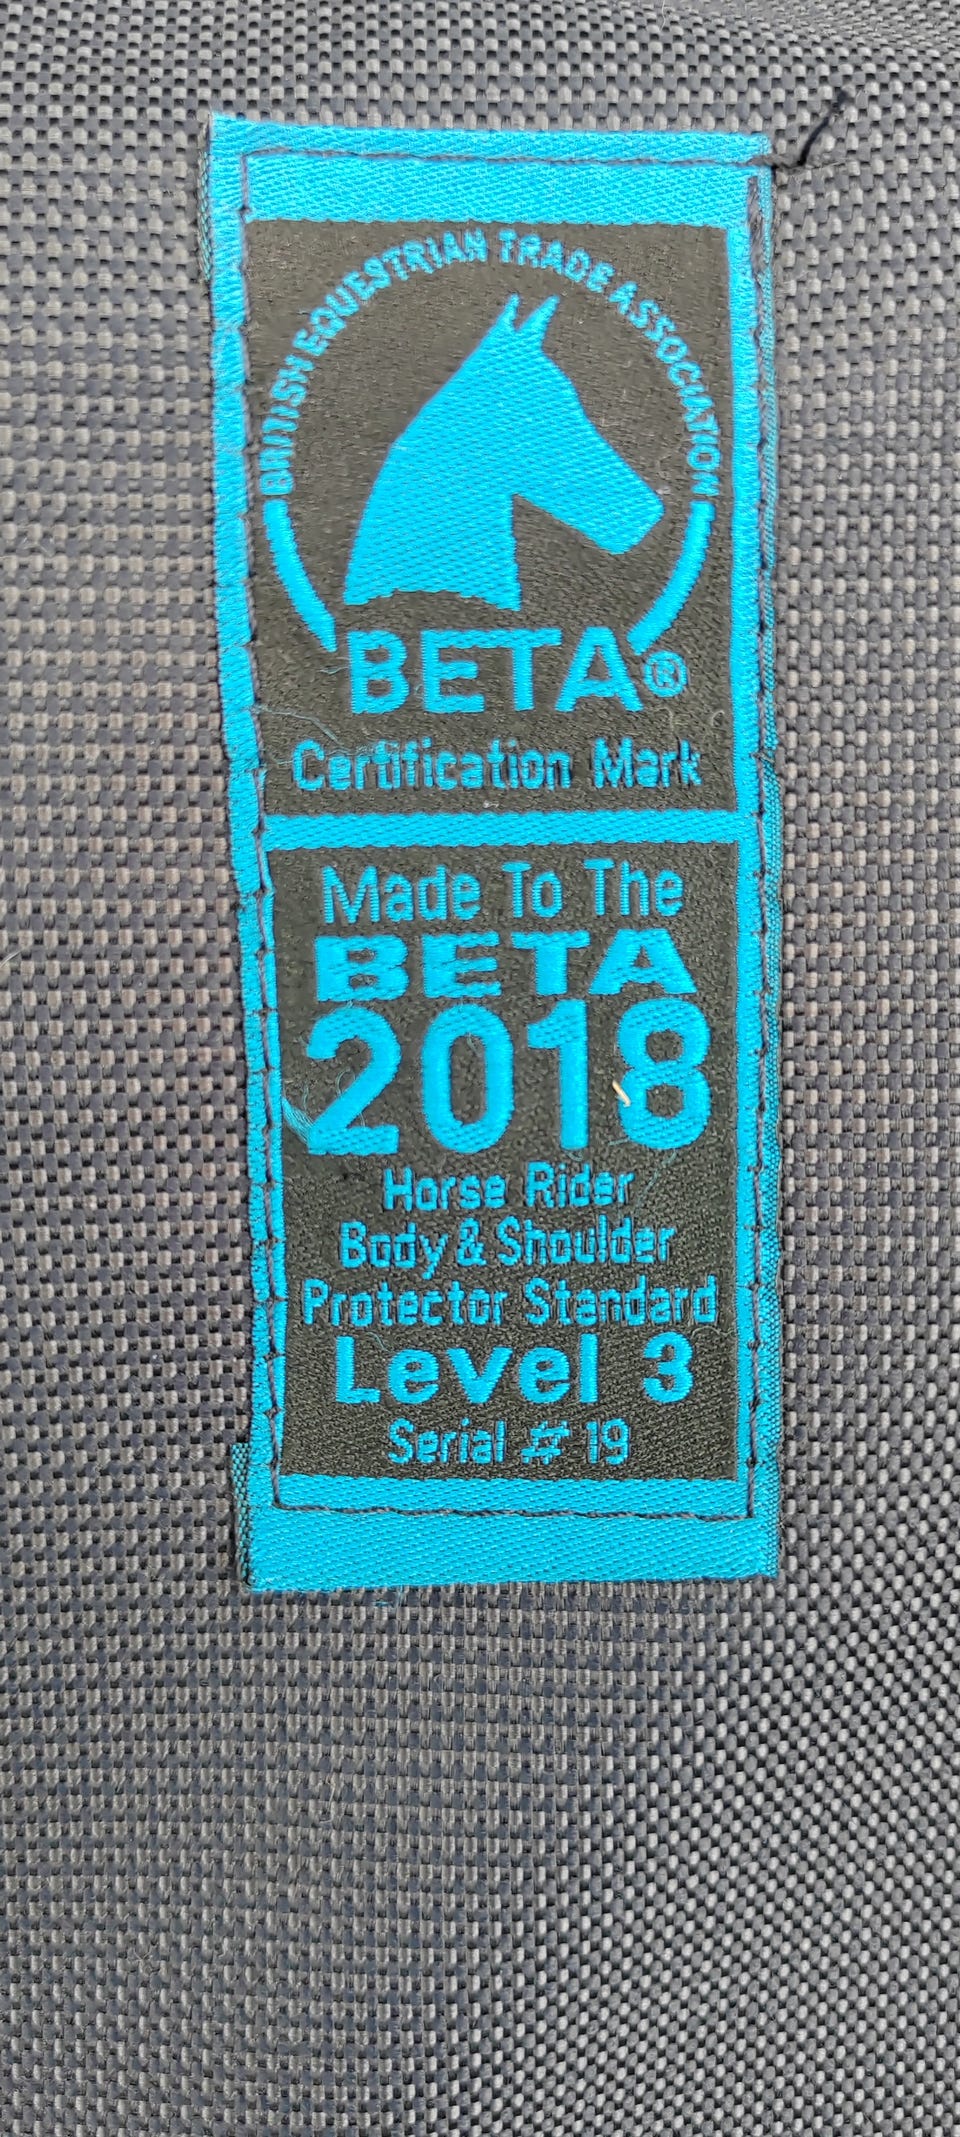 BRITISH EQUESTRIAN TRADE ASSOCIATION
BETA®
Certification Mark
Made To The
BETA
2018
Horse Rider
Body & Shoulder
Protector Standard
Level 3
Serial # 19